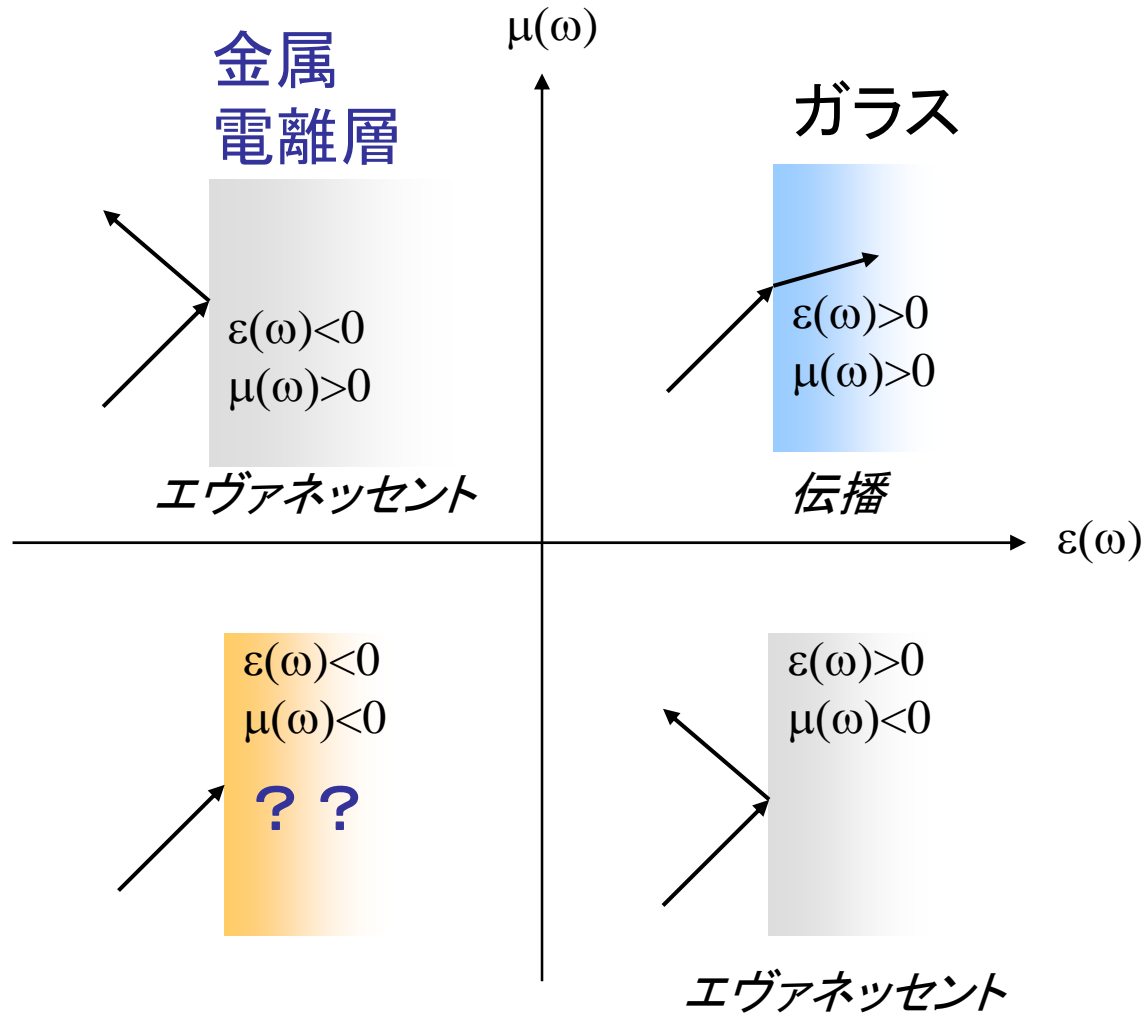 μ(ω)
金属
電離層
ガラス
ε(ω)<0
μ(ω)>0
ε(ω)>0
μ(ω)>0
エヴァネッセント
伝播
ε(ω)
ε(ω)<0
μ(ω)<0
？？
ε(ω)>0
μ(ω)<0
エヴァネッセント